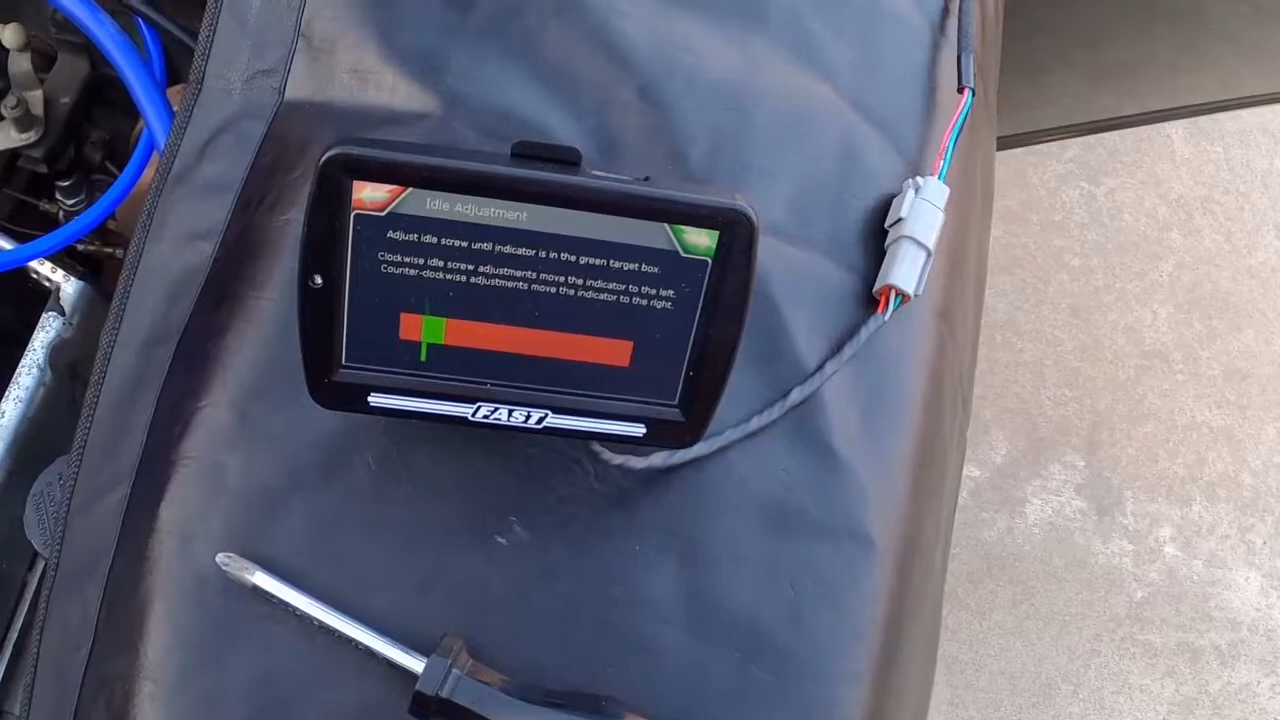 Idle Adjustment
Adjust idle screw until indicator is in the green target box.
Clockwise idle screw adjustments move the indicator to the left.
Counter-clockwise adjustments move the indicator to the right.
FAST
WARNING